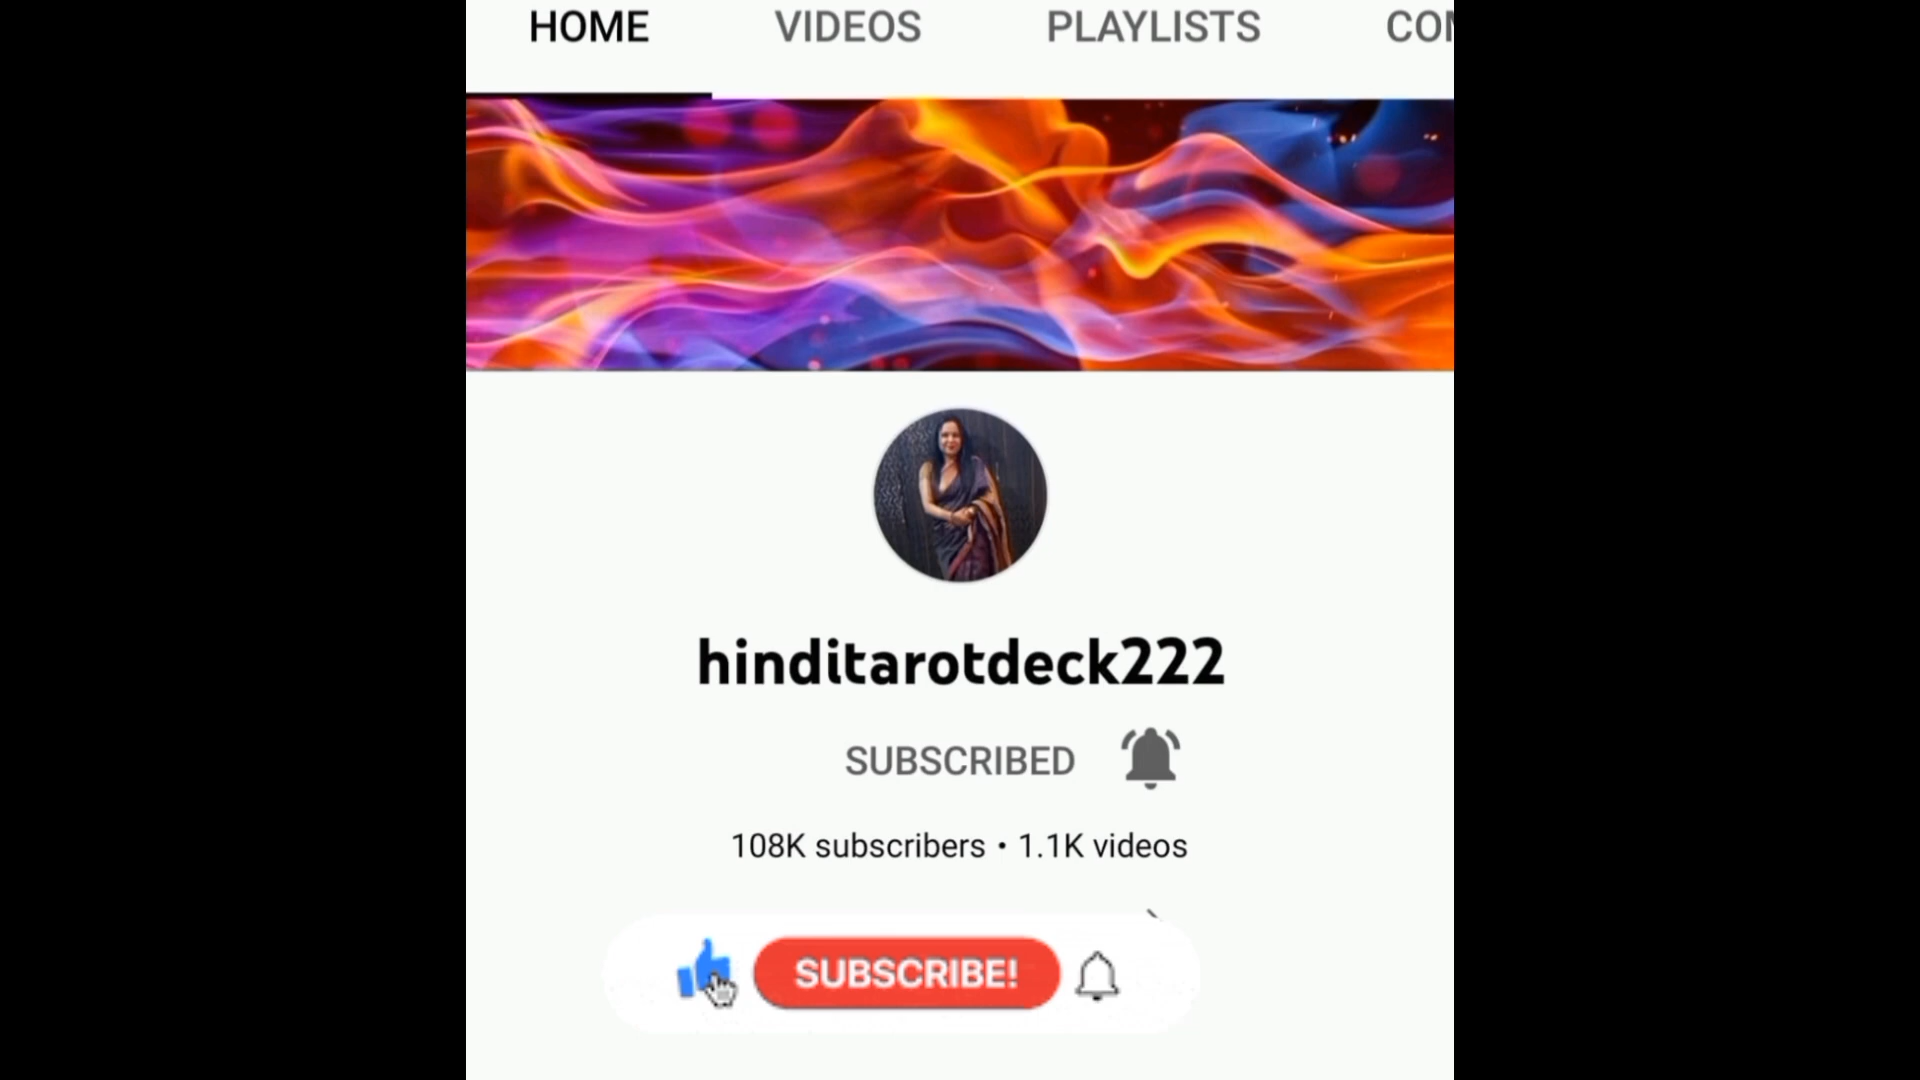 HOME VIDEOS PLAYLISTS
hinditarotdeck222
SUBSCRIBED
108K subscribers • 1.1K videos
SUBSCRIBE!